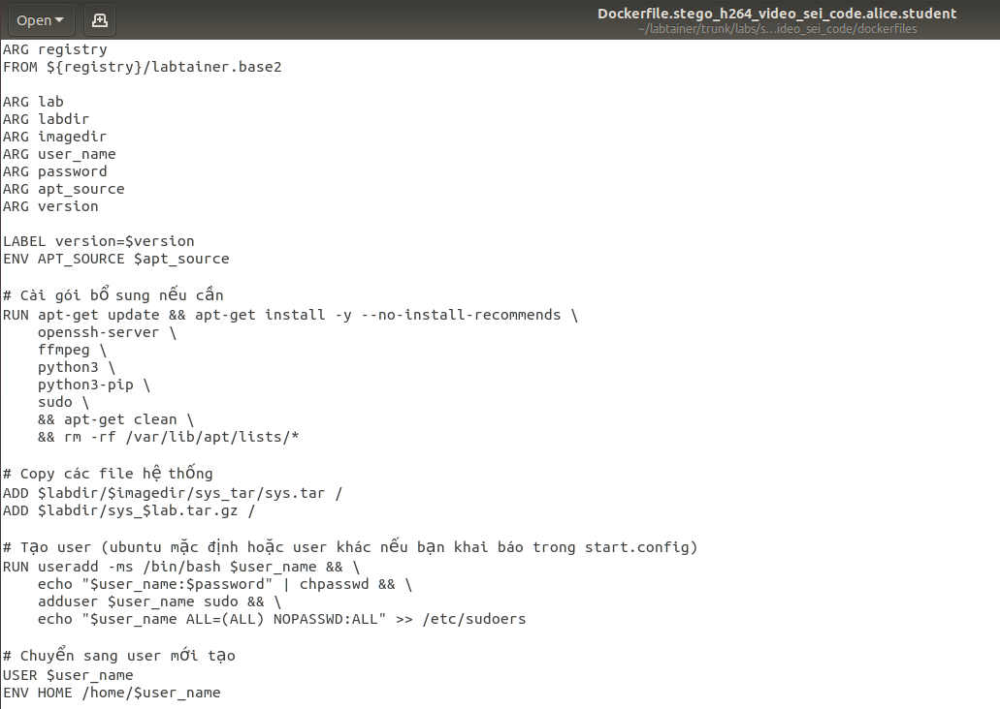 Open
Dockerfile.stego_h264_video_sei_code.alice.student
~/labtainer/trunk/labs/s...ideo_sei_code/dockerfiles
ARG registry
FROM ${registry}/labtainer.base2
ARG lab
ARG labdir
ARG imagedir
ARG user_name
ARG password
ARG apt_source
ARG version
LABEL version=$version
ENV APT_SOURCE $apt_source
# Cài gói bổ sung nếu cần
RUN apt-get update && apt-get install -y --no-install-recommends \
    openssh-server \
    ffmpeg \
    python3 \
    python3-pip \
    sudo \
    && apt-get clean \
    && rm -rf /var/lib/apt/lists/*
# Copy các file hệ thống
ADD $labdir/$imagedir/sys_tar/sys.tar /
ADD $labdir/sys_$lab.tar.gz /
# Tạo user (ubuntu mặc định hoặc user khác nếu bạn khai báo trong start.config)
RUN useradd -ms /bin/bash $user_name && \
    echo "$user_name:$password" | chpasswd && \
    adduser $user_name sudo && \
    echo "$user_name ALL=(ALL) NOPASSWD:ALL" >> /etc/sudoers
# Chuyển sang user mới tạo
USER $user_name
ENV HOME /home/$user_name